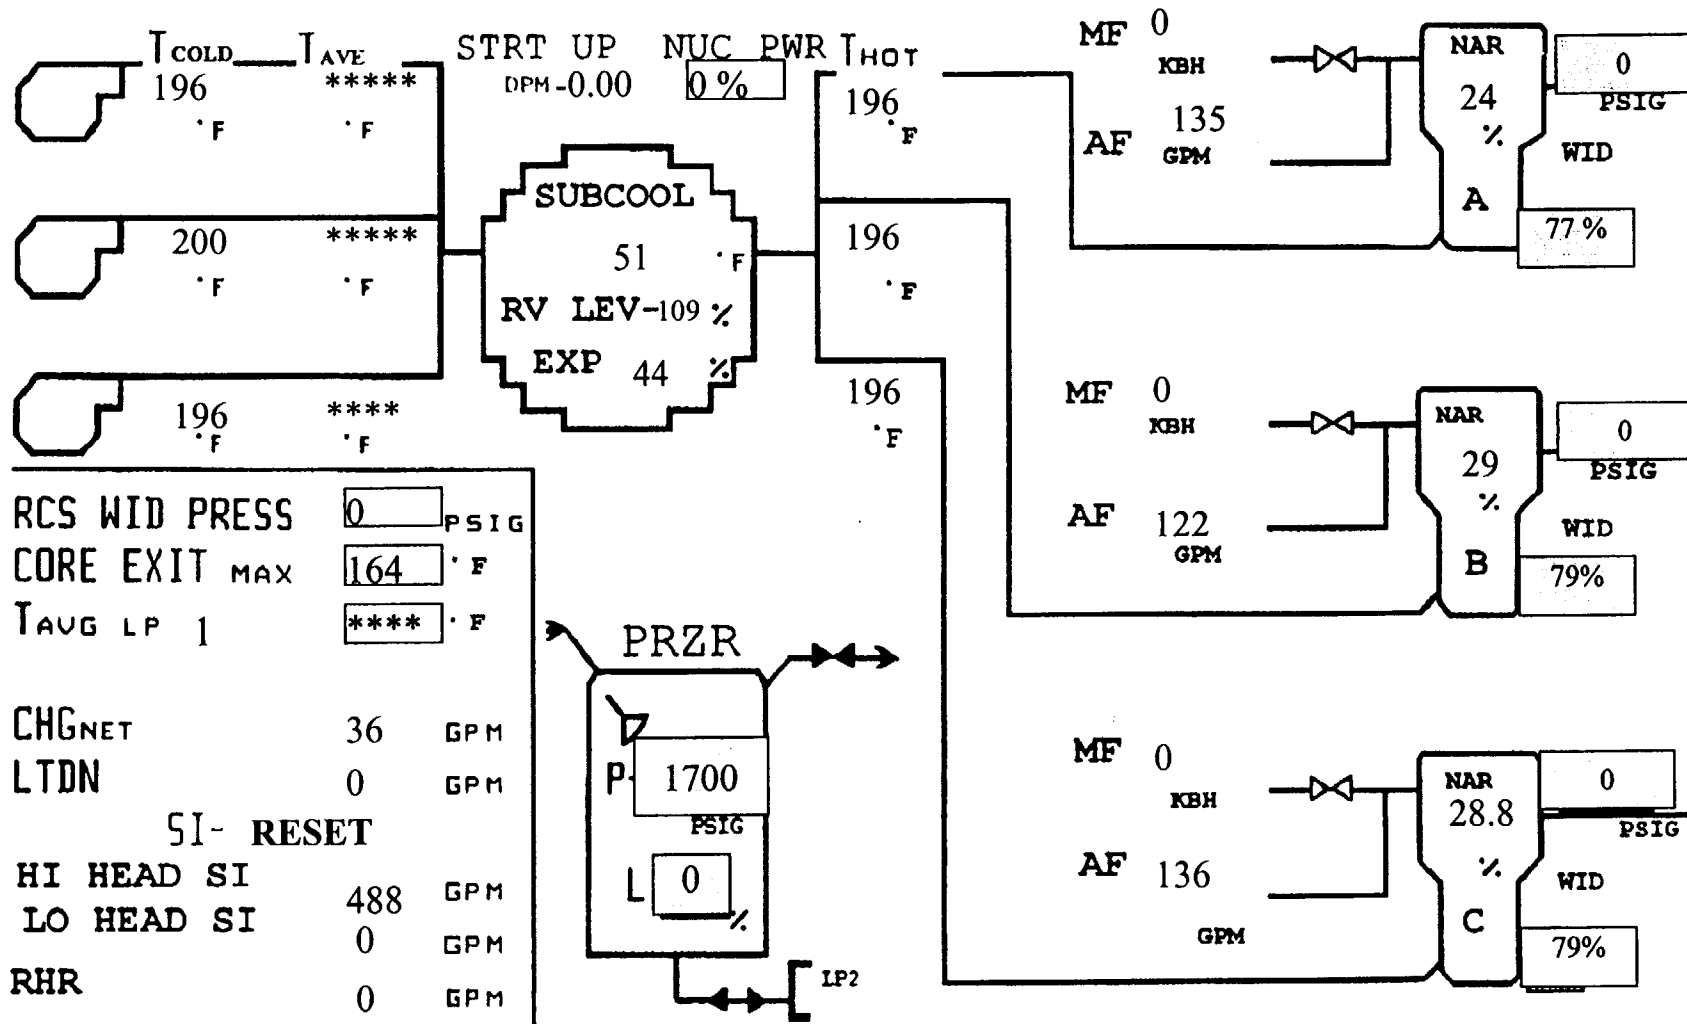 TCOLD TAVE STRT UP NUC PWR THOT
196 ***** DPM -0.00 0 % 196
° F ° F ° F
SUBCOOL
200 ***** 51 ° F 196
° F ° F ° F
RV LEV -109 %
EXP 44 %
196 **** 196
° F ° F ° F
MF 0 KBH
AF 135 GPM
NAR 24 % A
0 PSIG
WID 77 %
MF 0 KBH
AF 122 GPM
NAR 29 % B
0 PSIG
WID 79%
MF 0 KBH
AF 136 GPM
NAR 28.8 % C
0 PSIG
WID 79%
RCS WID PRESS 0 PSIG
CORE EXIT MAX 164 ° F
TAVG LP 1 **** ° F
CHGNET 36 GPM
LTDN 0 GPM
SI- RESET
HI HEAD SI 488 GPM
LO HEAD SI 0 GPM
RHR 0 GPM
PRZR
P 1700 PSIG
L 0 %
LP2